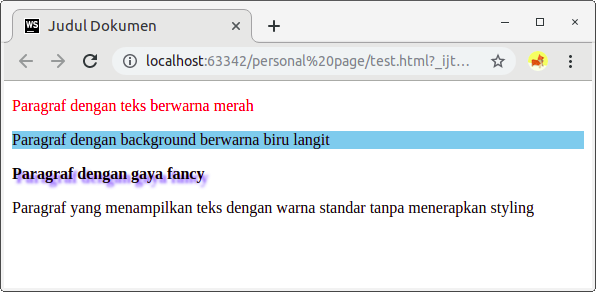 WS Judul Dokumen
localhost:63342/personal%20page/test.html?_ijt…
Paragraf dengan teks berwarna merah
Paragraf dengan background berwarna biru langit
Paragraf dengan gaya fancy
Paragraf yang menampilkan teks dengan warna standar tanpa menerapkan styling